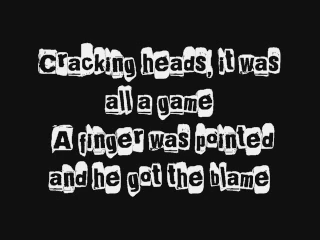 Cracking heads, it was
all a game
A finger was pointed
and he got the blame